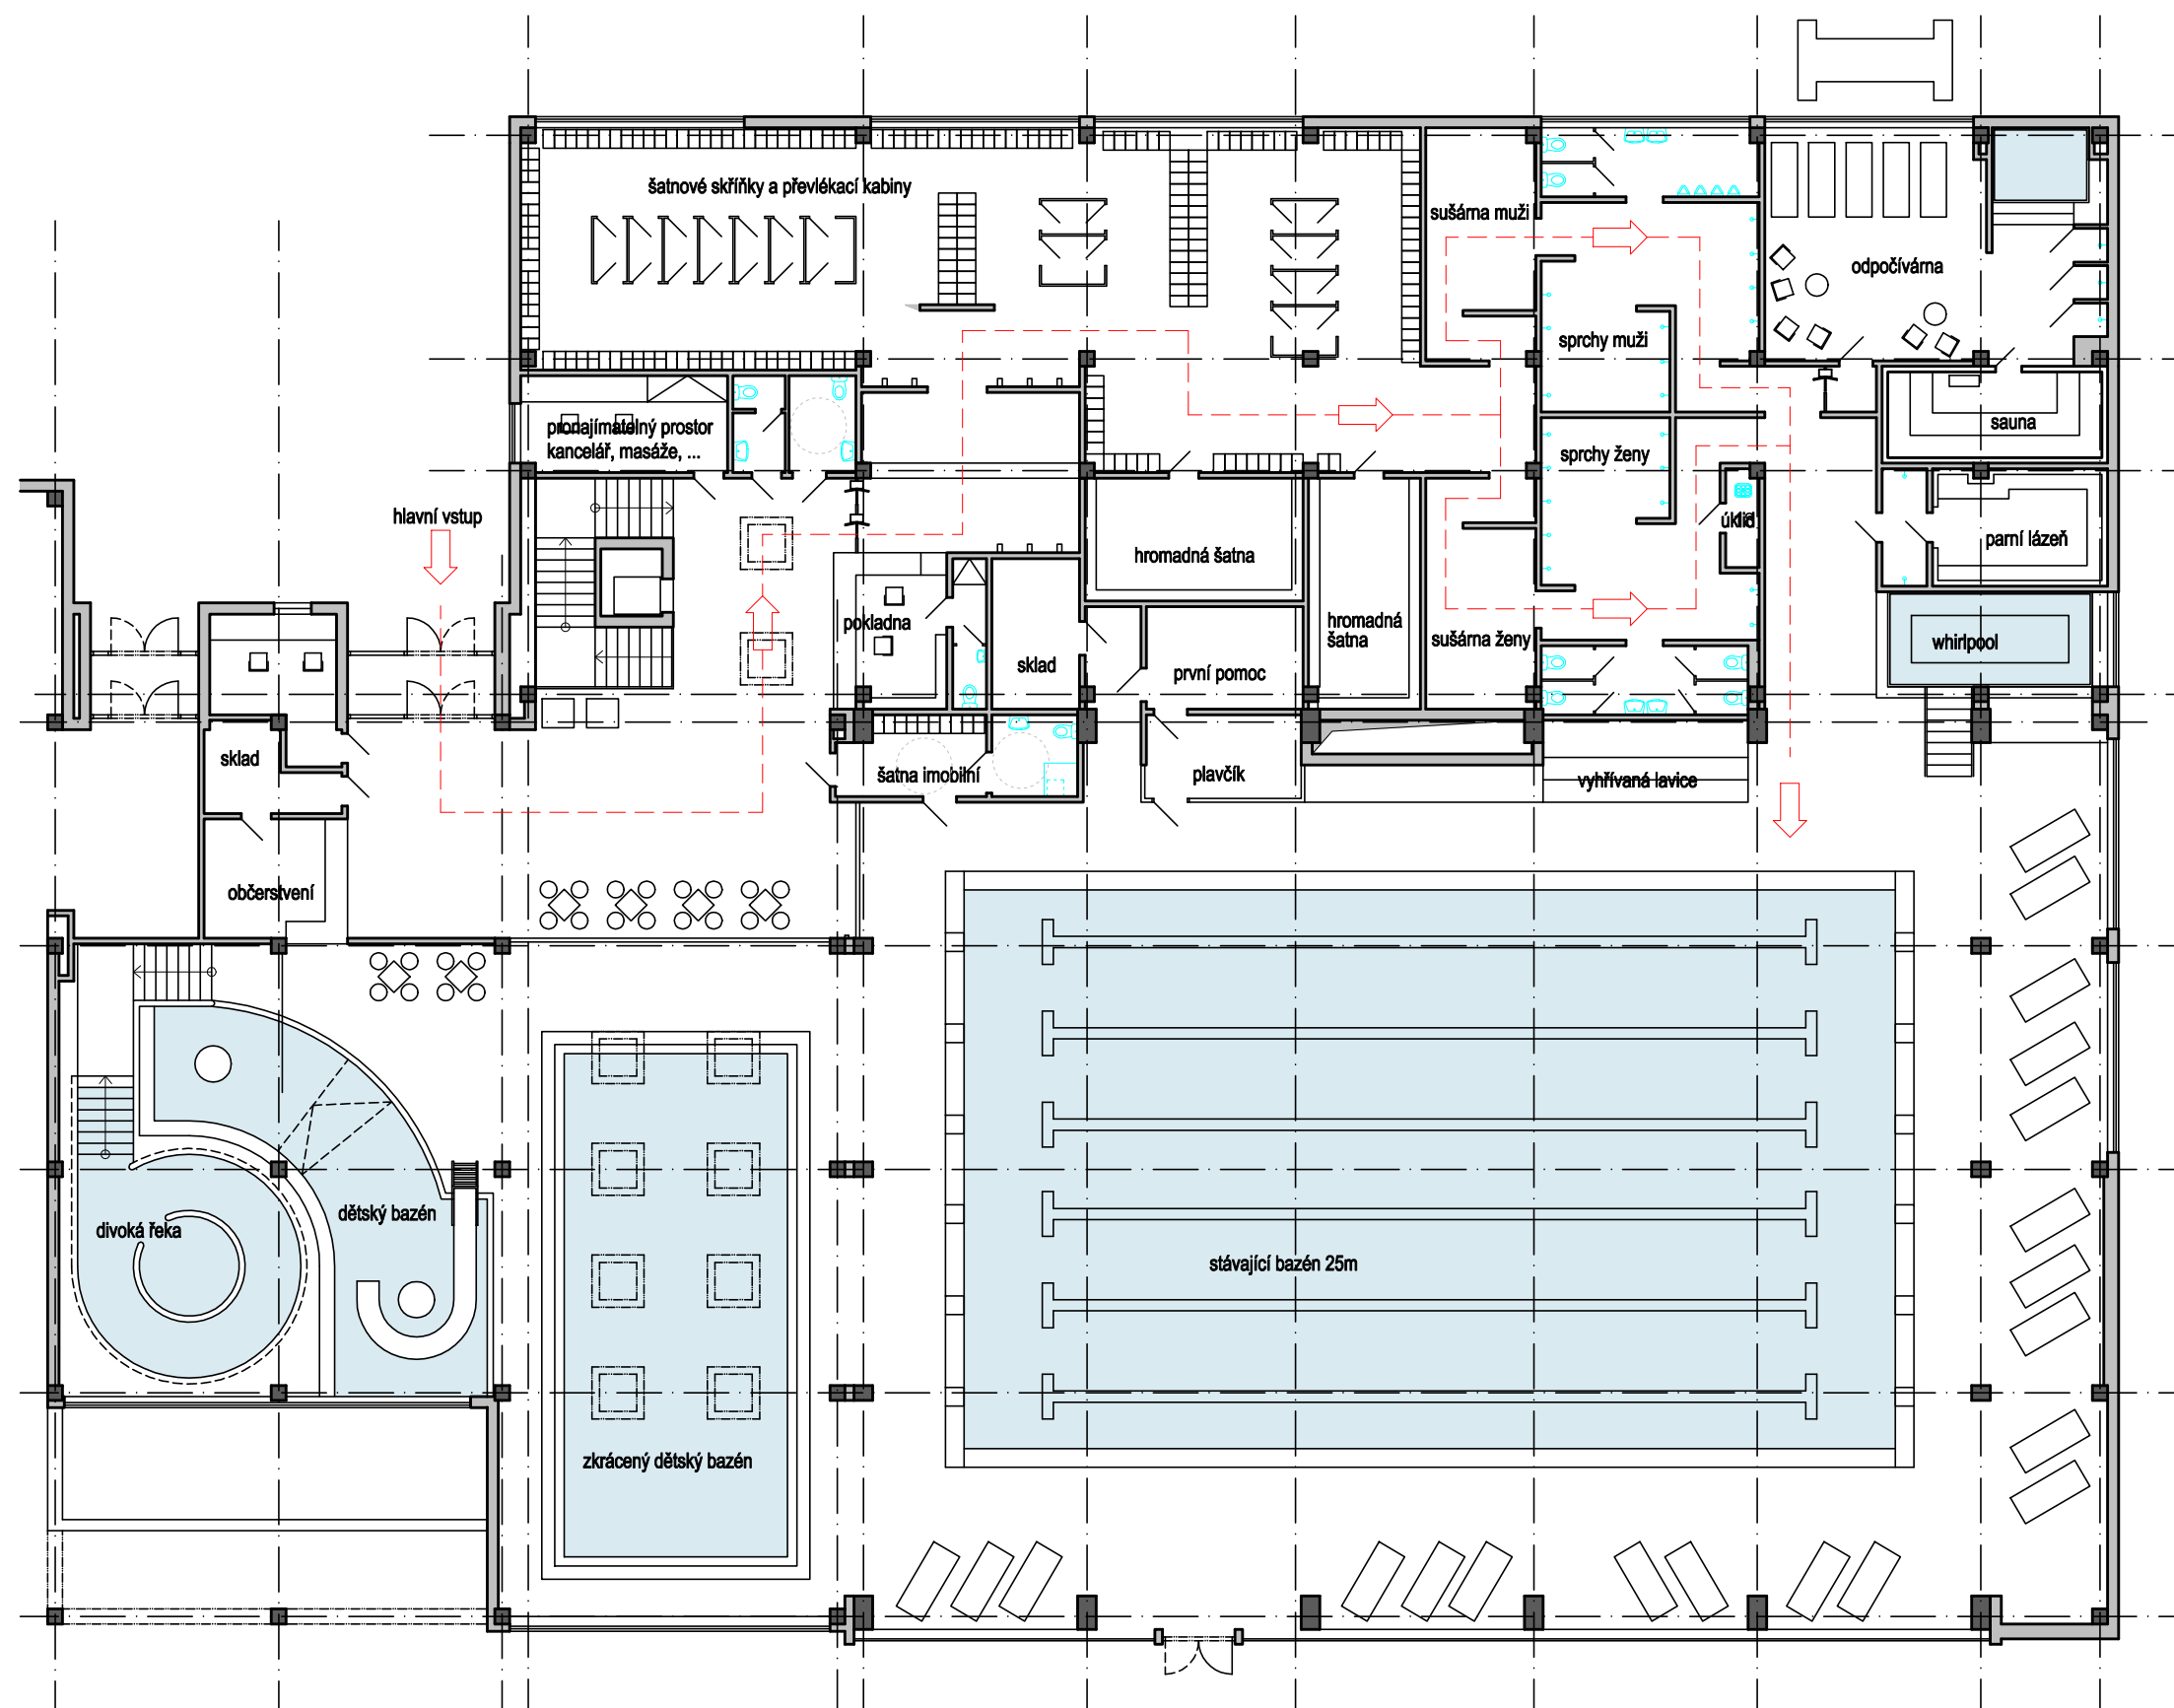 šatnové skříňky a převlékací kabiny
sušárna muži
odpočívárna
sprchy muži
sauna
pronajímatelný prostor
kancelář, masáže, ...
sprchy ženy
hlavní vstup
úklid
parní lázeň
hromadná šatna
pokladna
hromadná
šatna
sušárna ženy
whirlpool
sklad
první pomoc
sklad
šatna imobilní
plavčík
vyhřívaná lavice
občerstvení
dětský bazén
divoká řeka
stávající bazén 25m
zkrácený dětský bazén